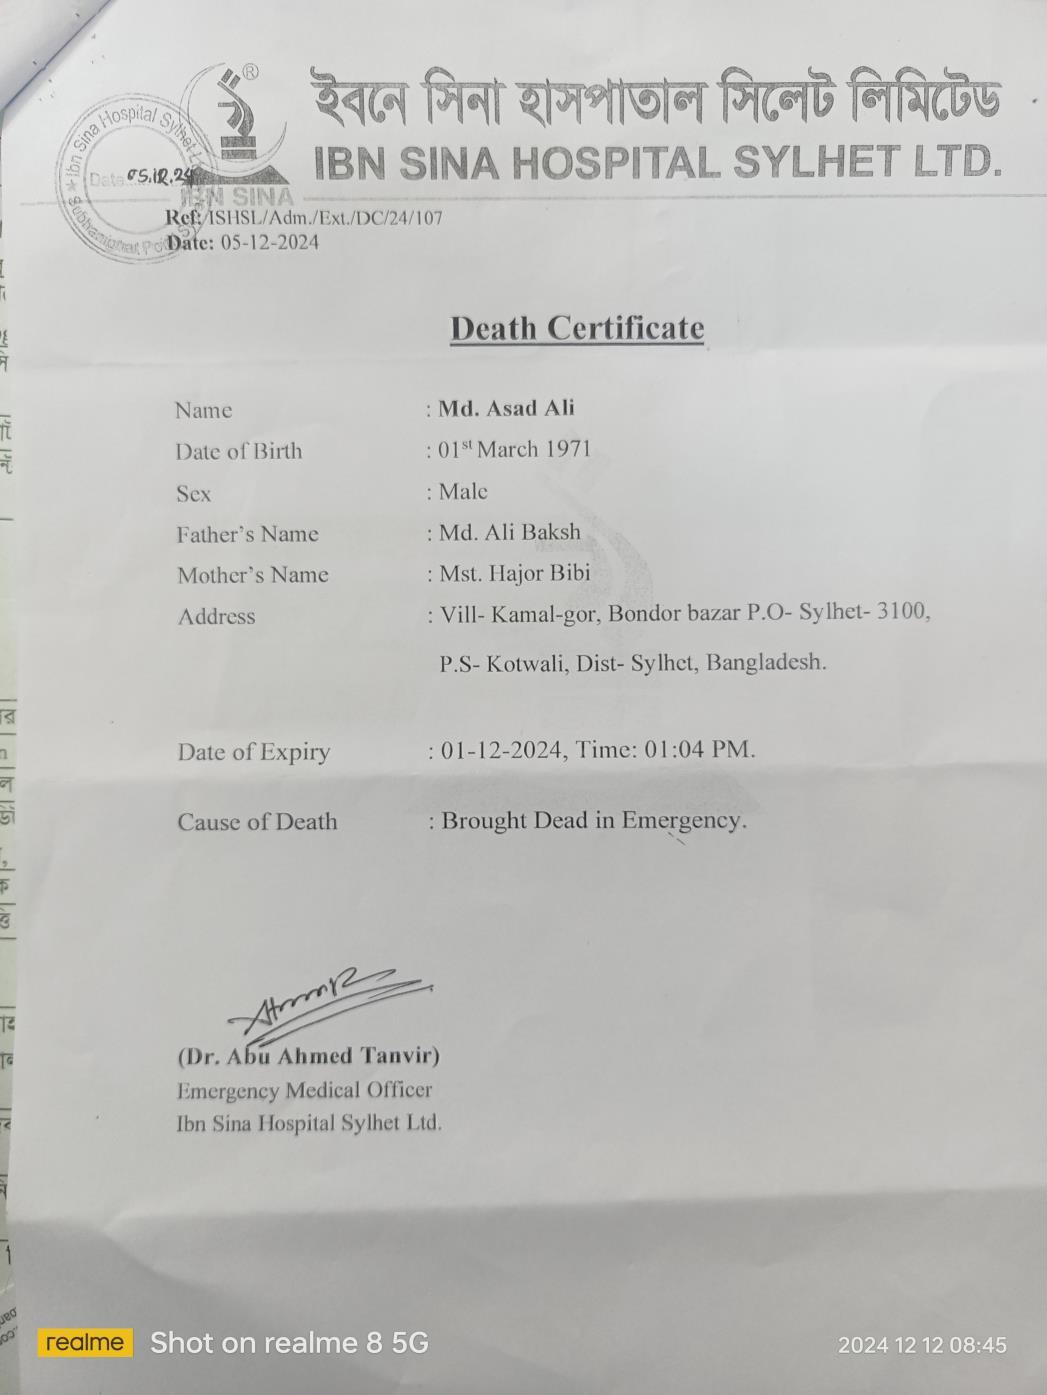 ইবনে সিনা হাসপাতাল সিলেট লিমিটেড
IBN SINA HOSPITAL SYLHET LTD.
®
Ibn Sina Hospital Sylhet
Date 05.12.24
IBN SINA
Ref:/ISHSL/Adm./Ext./DC/24/107
Date: 05-12-2024
Death Certificate
Name : Md. Asad Ali
Date of Birth : 01st March 1971
Sex : Male
Father's Name : Md. Ali Baksh
Mother's Name : Mst. Hajor Bibi
Address : Vill- Kamal-gor, Bondor bazar P.O- Sylhet- 3100,
P.S- Kotwali, Dist- Sylhet, Bangladesh.
Date of Expiry : 01-12-2024, Time: 01:04 PM.
Cause of Death : Brought Dead in Emergency.
(Dr. Abu Ahmed Tanvir)
Emergency Medical Officer
Ibn Sina Hospital Sylhet Ltd.
realme Shot on realme 8 5G
2024 12 12 08:45